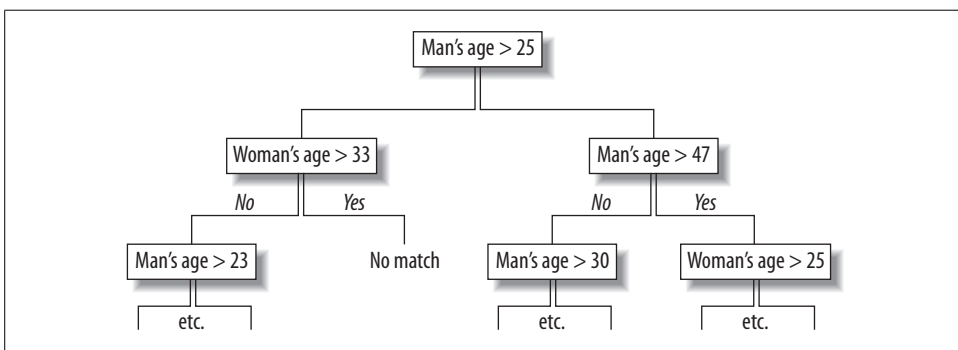 Man's age > 25
Woman's age > 33
Man's age > 47
No
Yes
No
Yes
Man's age > 23
No match
Man's age > 30
Woman's age > 25
etc.
etc.
etc.